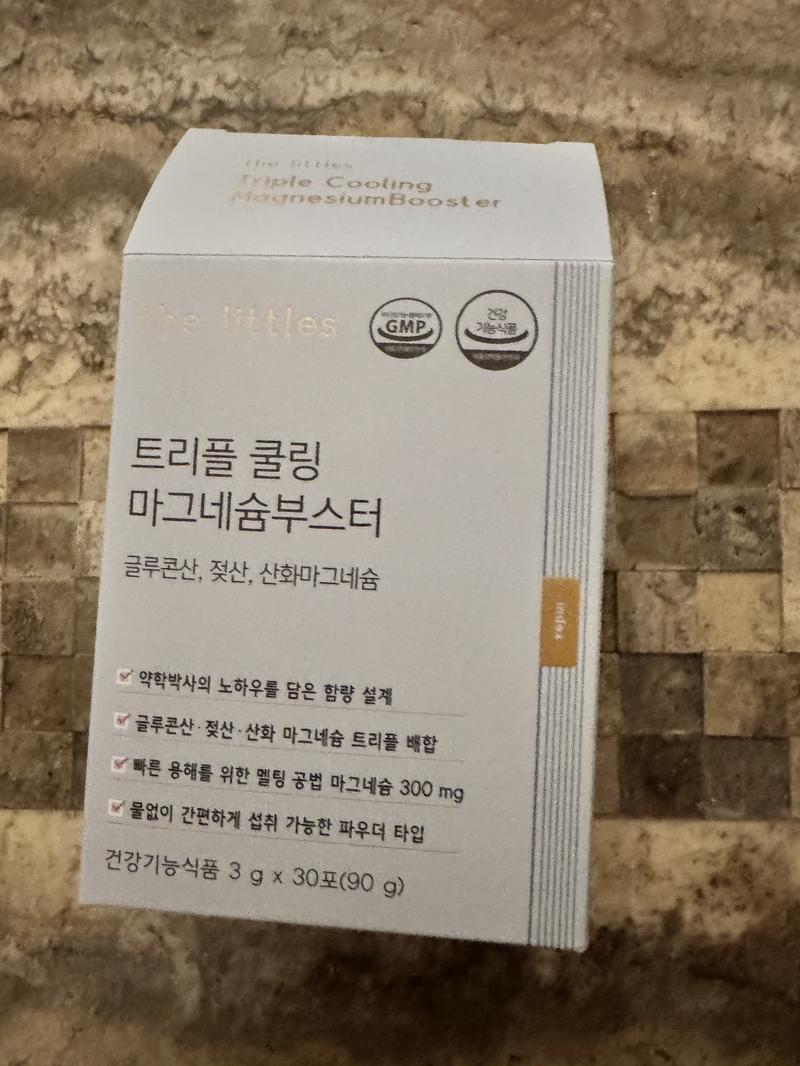 the littles
Triple Cooling
MagnesiumBooster
the littles
GMP
건강
기능식품
트리플 쿨링
마그네슘부스터
글루콘산, 젖산, 산화마그네슘
index
약학박사의 노하우를 담은 함량 설계
글루콘산·젖산·산화 마그네슘 트리플 배합
빠른 용해를 위한 멜팅 공법 마그네슘 300 mg
물없이 간편하게 섭취 가능한 파우더 타입
건강기능식품 3 g x 30포(90 g)